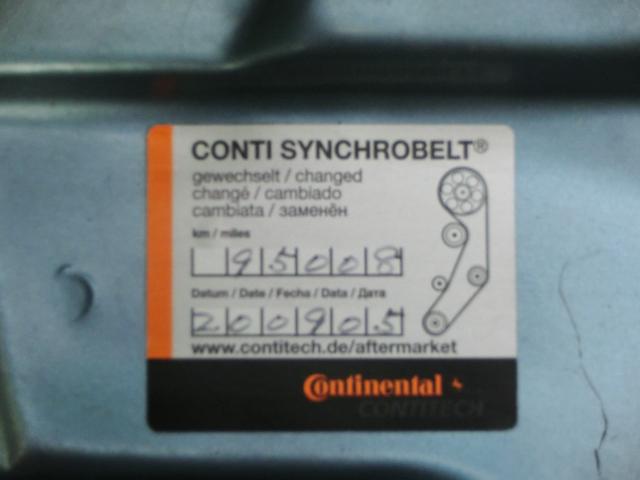 CONTI SYNCHROBELT®
gewechselt / changed
changé / cambiado
cambiata / заменён
km / miles
95008
Datum / Date / Fecha / Data / Дата
200905
www.contitech.de/aftermarket
Continental
CONTITECH